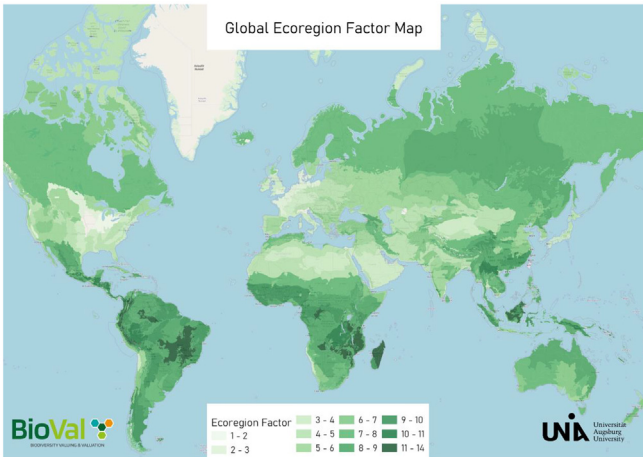 Global Ecoregion Factor Map
Ecoregion Factor
1 - 2
2 - 3
3 - 4
4 - 5
5 - 6
6 - 7
7 - 8
8 - 9
9 - 10
10 - 11
11 - 14
BioVal
BIODIVERSITY VALUING & VALUATION
UNIA
Universität
Augsburg
University